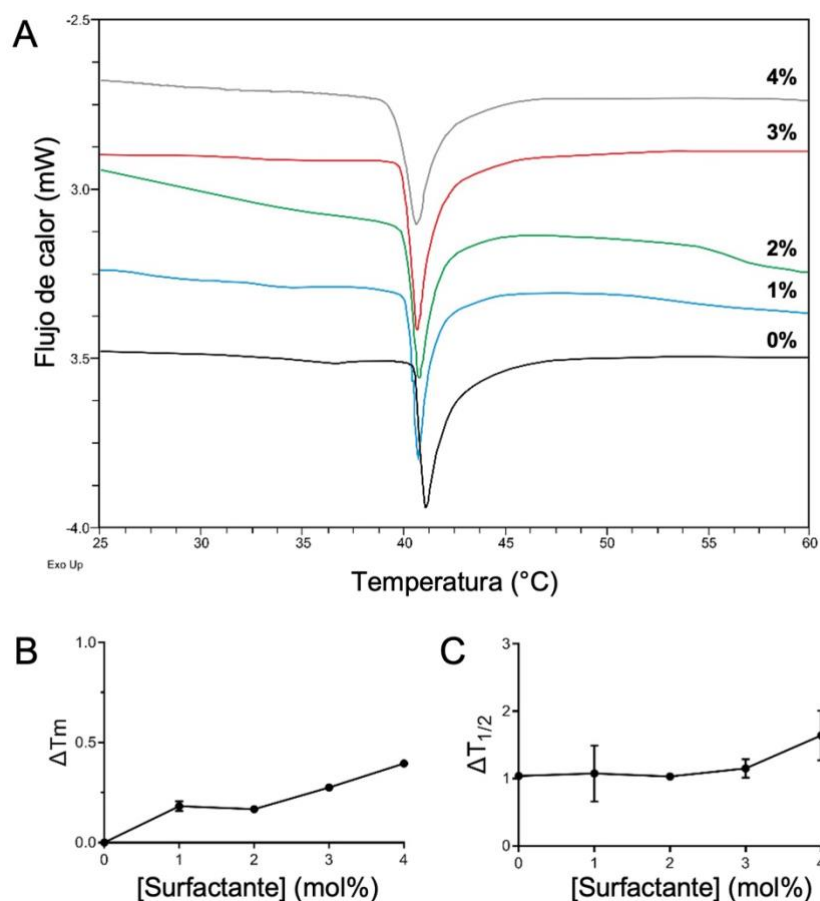 A
-2.5
4%
3%
-3.0
2%
1%
0%
-3.5
-4.0
Flujo de calor (mW)
25 30 35 40 45 50 55 60
Exo Up
Temperatura (°C)
B
1.0
0.5
0.0
ΔTm
0 1 2 3 4
[Surfactante] (mol%)
C
3
2
1
0
ΔT1/2
0 1 2 3 4
[Surfactante] (mol%)